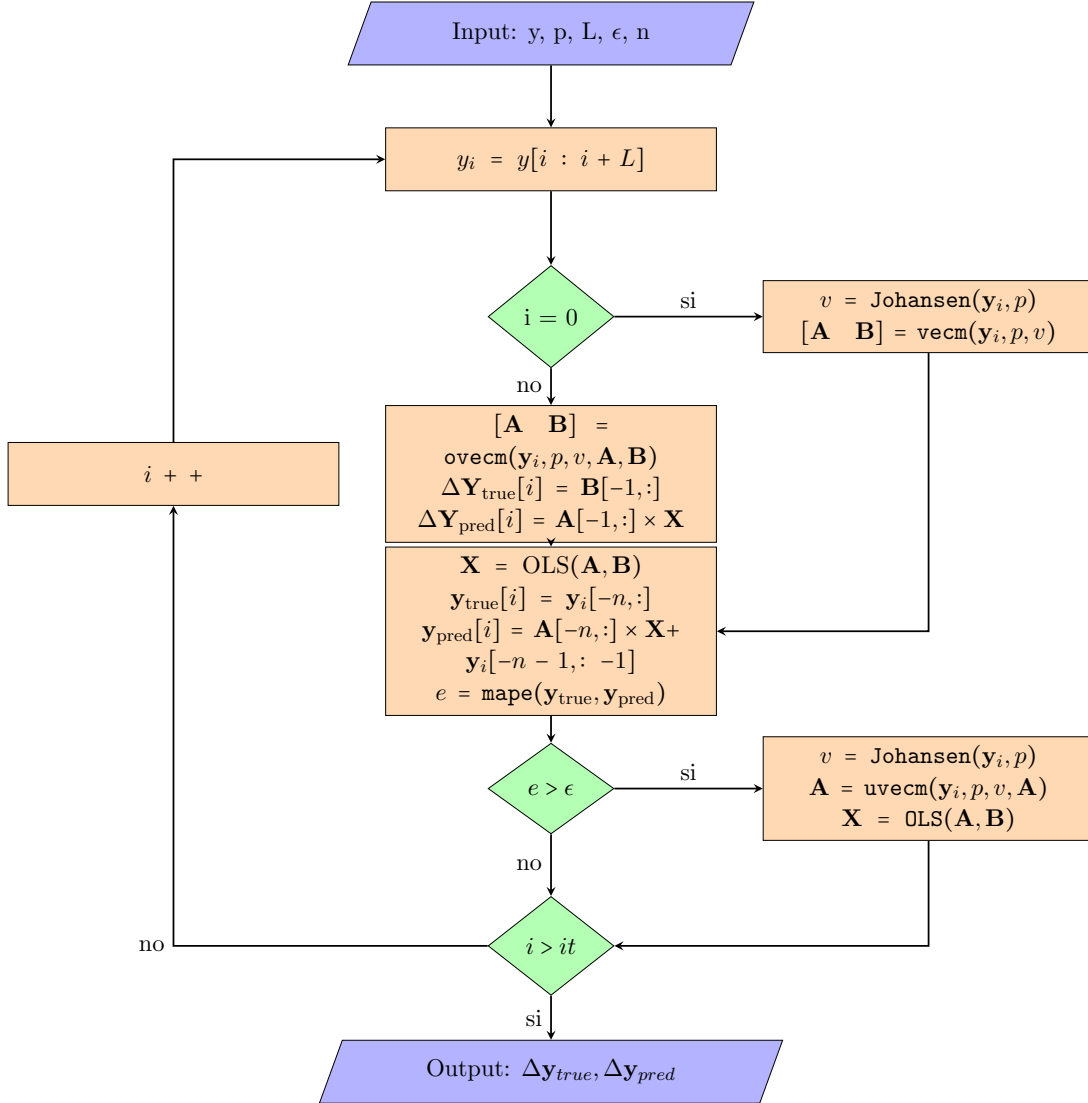 Input: y, p, L, ϵ, n
y_i = y[i : i + L]
i = 0
si
v = Johansen(y_i, p)
[A B] = vecm(y_i, p, v)
no
[A B] =
ovecm(y_i, p, v, A, B)
ΔY_true[i] = B[−1, :]
ΔY_pred[i] = A[−1, :] × X
i + +
X = OLS(A, B)
y_true[i] = y_i[−n, :]
y_pred[i] = A[−n, :] × X+
y_i[−n − 1, : −1]
e = mape(y_true, y_pred)
e > ϵ
si
v = Johansen(y_i, p)
A = uvecm(y_i, p, v, A)
X = OLS(A, B)
no
i > it
no
si
Output: Δy_true, Δy_pred